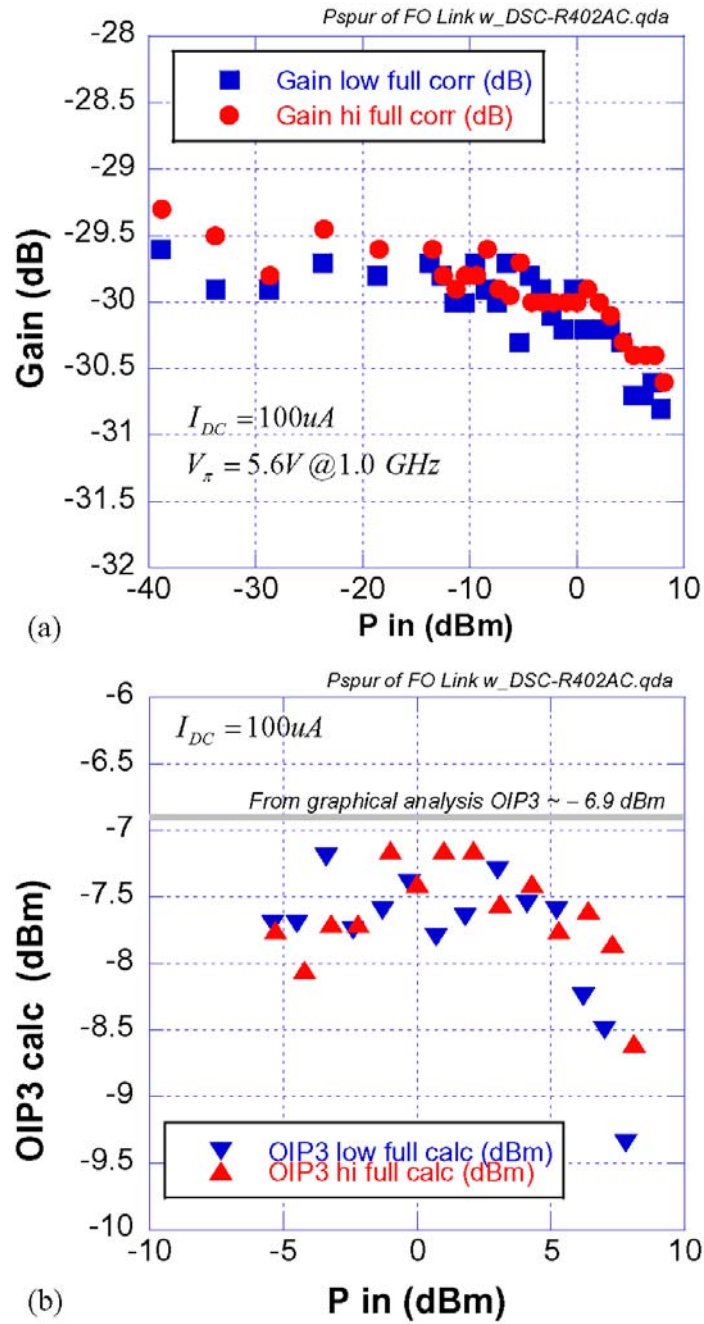 Pspur of FO Link w_DSC-R402AC.qda
-28
Gain low full corr (dB)
Gain hi full corr (dB)
-28.5
-29
-29.5
-30
-30.5
-31
-31.5
-32
Gain (dB)
I_DC = 100uA
V_π = 5.6V @1.0 GHz
-40 -30 -20 -10 0 10
P in (dBm)
(a)
Pspur of FO Link w_DSC-R402AC.qda
-6
I_DC = 100uA
-6.5
From graphical analysis OIP3 ~ – 6.9 dBm
-7
-7.5
-8
-8.5
-9
-9.5
-10
OIP3 calc (dBm)
OIP3 low full calc (dBm)
OIP3 hi full calc (dBm)
-10 -5 0 5 10
P in (dBm)
(b)